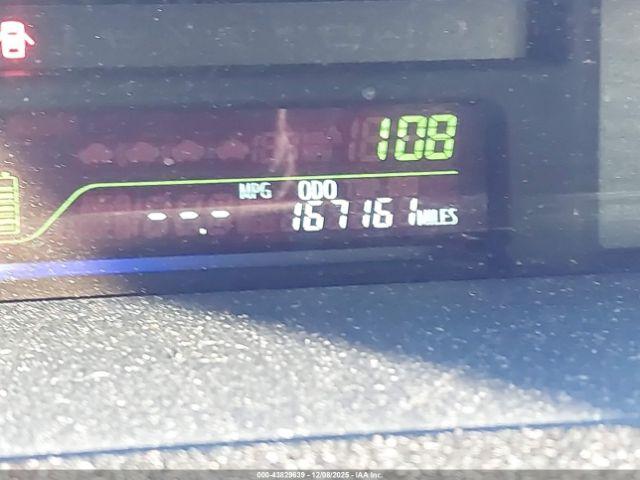 108
MPG ODO
--.- 167161 MILES
000-43829639 - 12/08/2025 - IAA Inc.